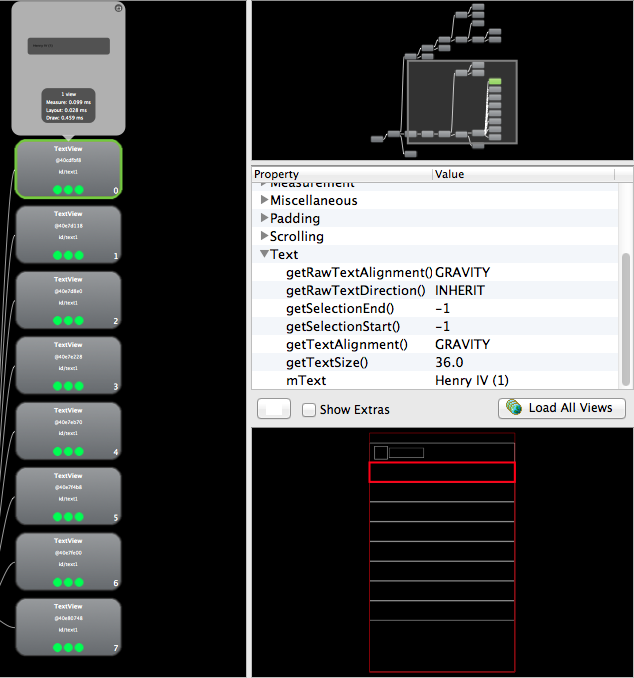 1 view
Measure: 0.099 ms
Layout: 0.028 ms
Draw: 0.459 ms
TextView
@40cdfbf8
id/text1
0
TextView
@40e7d118
id/text1
1
TextView
@40e7d8e0
id/text1
2
TextView
@40e7e228
id/text1
3
TextView
@40e7eb70
id/text1
4
TextView
@40e7f4b8
id/text1
5
TextView
@40e7fe00
id/text1
6
TextView
@40e80748
id/text1
7
Property Value
Measurement
Miscellaneous
Padding
Scrolling
Text
getRawTextAlignment() GRAVITY
getRawTextDirection() INHERIT
getSelectionEnd() -1
getSelectionStart() -1
getTextAlignment() GRAVITY
getTextSize() 36.0
mText Henry IV (1)
Show Extras
Load All Views